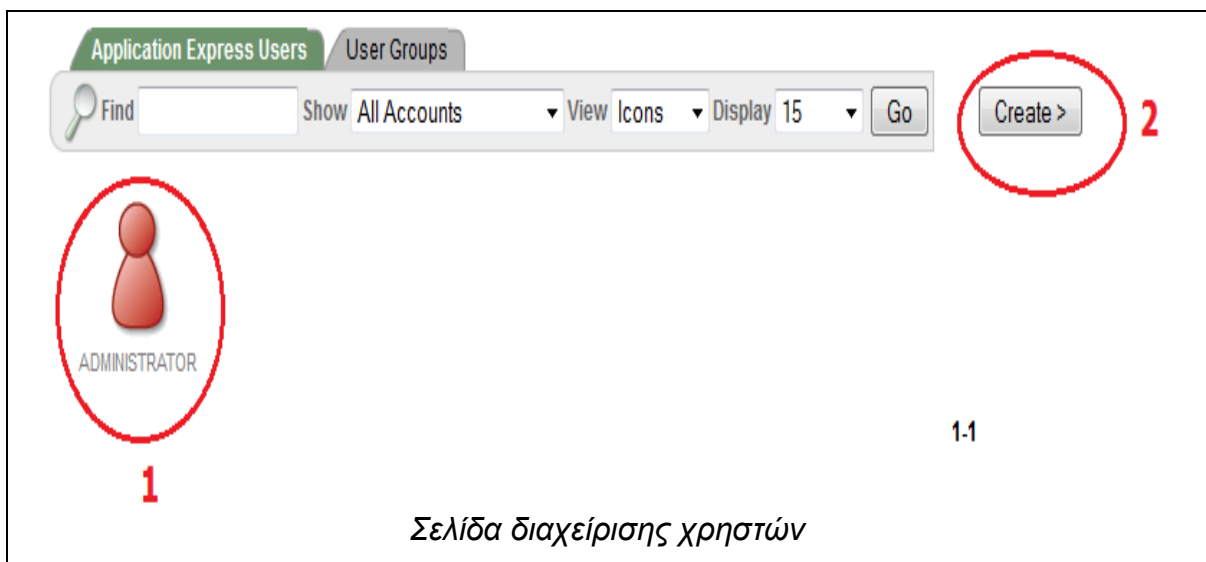 Application Express Users User Groups
Find Show All Accounts View Icons Display 15 Go Create > 2
ADMINISTRATOR
1-1
1
Σελίδα διαχείρισης χρηστών